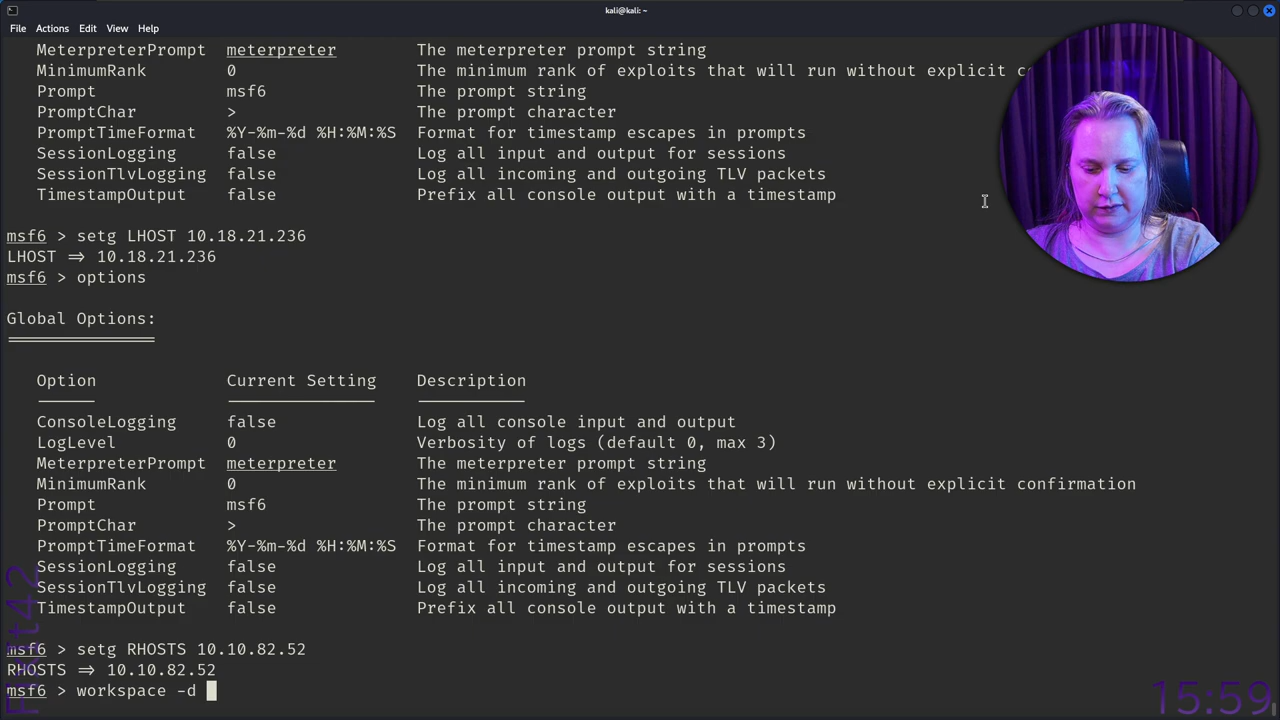 kali@kali: ~
File Actions Edit View Help
MeterpreterPrompt meterpreter The meterpreter prompt string
MinimumRank 0 The minimum rank of exploits that will run without explicit
Prompt msf6 The prompt string
PromptChar > The prompt character
PromptTimeFormat %Y-%m-%d %H:%M:%S Format for timestamp escapes in prompts
SessionLogging false Log all input and output for sessions
SessionTlvLogging false Log all incoming and outgoing TLV packets
TimestampOutput false Prefix all console output with a timestamp
msf6 > setg LHOST 10.18.21.236
LHOST => 10.18.21.236
msf6 > options
Global Options:
Option Current Setting Description
ConsoleLogging false Log all console input and output
LogLevel 0 Verbosity of logs (default 0, max 3)
MeterpreterPrompt meterpreter The meterpreter prompt string
MinimumRank 0 The minimum rank of exploits that will run without explicit confirmation
Prompt msf6 The prompt string
PromptChar > The prompt character
PromptTimeFormat %Y-%m-%d %H:%M:%S Format for timestamp escapes in prompts
SessionLogging false Log all input and output for sessions
SessionTlvLogging false Log all incoming and outgoing TLV packets
TimestampOutput false Prefix all console output with a timestamp
msf6 > setg RHOSTS 10.10.82.52
RHOSTS => 10.10.82.52
msf6 > workspace -d
15:59